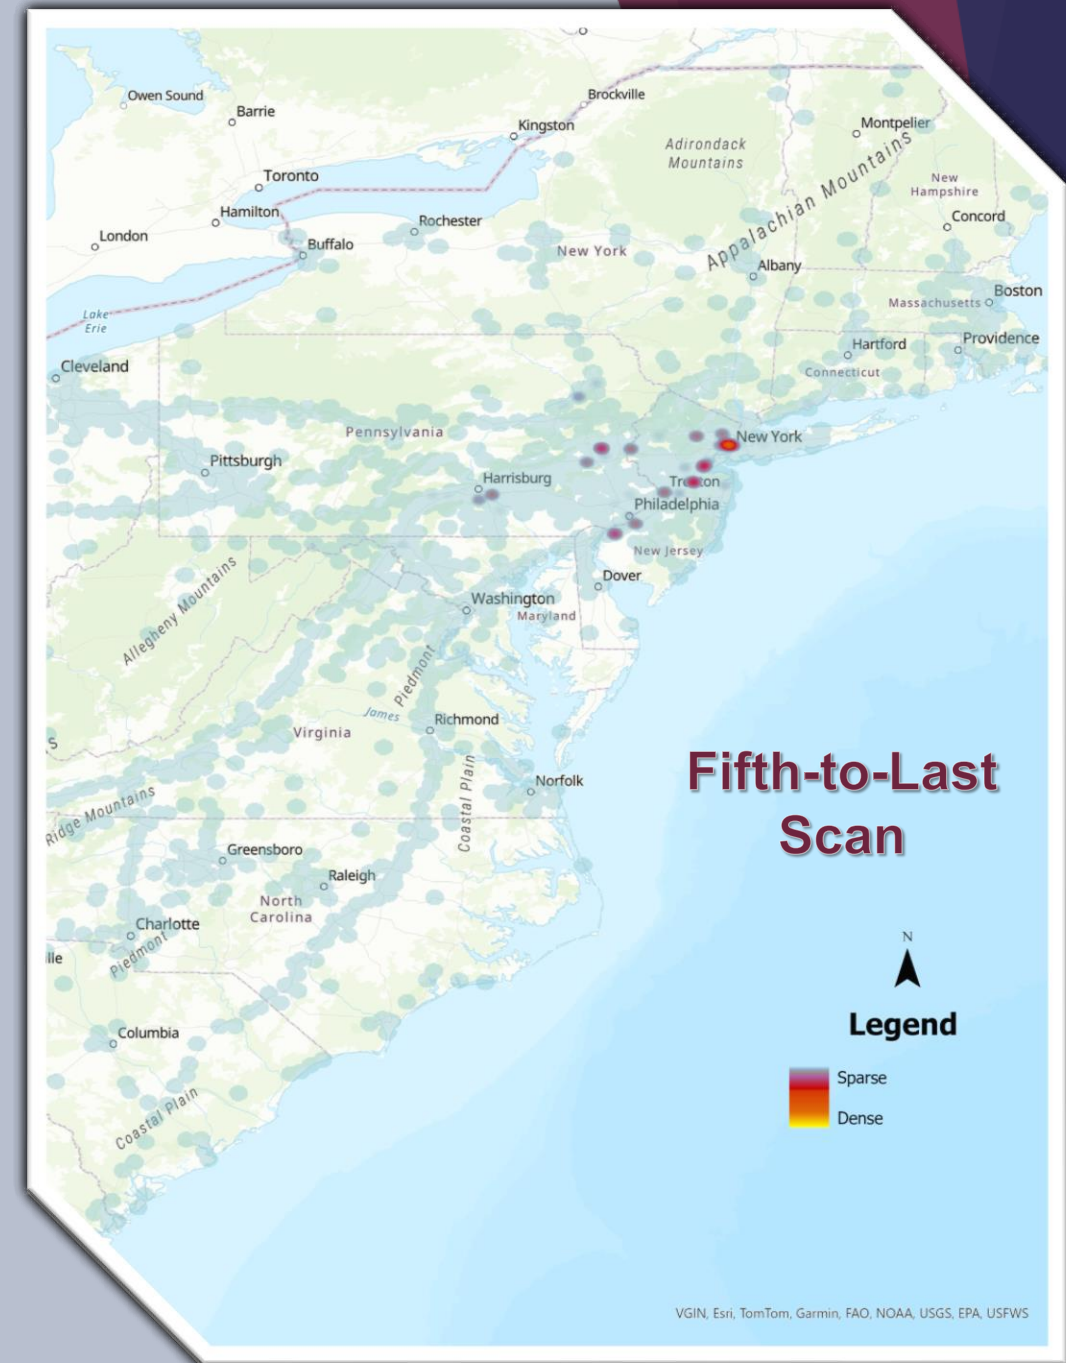 Owen Sound
Barrie
Brockville
Kingston
Adirondack
Mountains
Montpelier
Appalachian Mountains
Toronto
New
Hampshire
Hamilton
Rochester
Concord
London
Buffalo
New York
Albany
Boston
Massachusetts
Lake
Erie
Providence
Hartford
Cleveland
Connecticut
Pennsylvania
New York
Pittsburgh
Harrisburg
Trenton
Philadelphia
New Jersey
Dover
Allegheny Mountains
Washington
Maryland
Piedmont
James
Richmond
Virginia
S
Fifth-to-Last
Scan
Coastal Plain
Norfolk
Ridge Mountains
Greensboro
Raleigh
North
Carolina
Charlotte
Piedmont
ille
N
Legend
Columbia
Sparse
Dense
Coastal Plain
VGIN, Esri, TomTom, Garmin, FAO, NOAA, USGS, EPA, USFWS